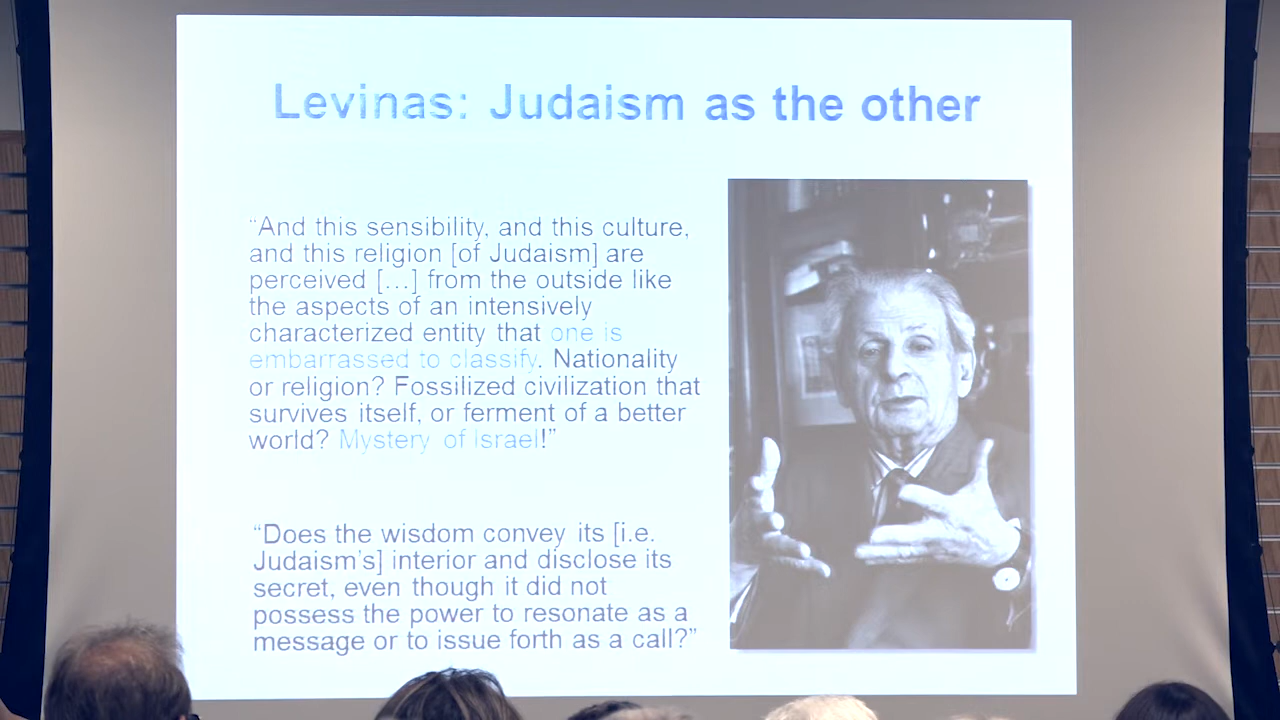 Levinas: Judaism as the other
“And this sensibility, and this culture,
and this religion [of Judaism] are
perceived […] from the outside like
the aspects of an intensively
characterized entity that one is
embarrassed to classify. Nationality
or religion? Fossilized civilization that
survives itself, or ferment of a better
world? Mystery of Israel!”
“Does the wisdom convey its [i.e.
Judaism’s] interior and disclose its
secret, even though it did not
possess the power to resonate as a
message or to issue forth as a call?”